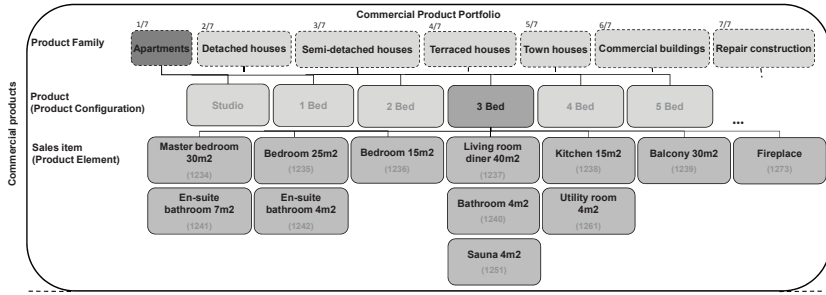 Commercial Product Portfolio
1/7 2/7 3/7 4/7 5/7 6/7 7/7
Product Family
Apartments
Detached houses
Semi-detached houses
Terraced houses
Town houses
Commercial buildings
Repair construction
Commercial products
Product
(Product Configuration)
Studio
1 Bed
2 Bed
3 Bed
4 Bed
5 Bed
...
Sales item
(Product Element)
Master bedroom
30m2
(1234)
Bedroom 25m2
(1235)
Bedroom 15m2
(1236)
Living room
diner 40m2
(1237)
Kitchen 15m2
(1238)
Balcony 30m2
(1239)
Fireplace
(1273)
En-suite
bathroom 7m2
(1241)
En-suite
bathroom 4m2
(1242)
Bathroom 4m2
(1240)
Utility room
4m2
(1261)
Sauna 4m2
(1251)